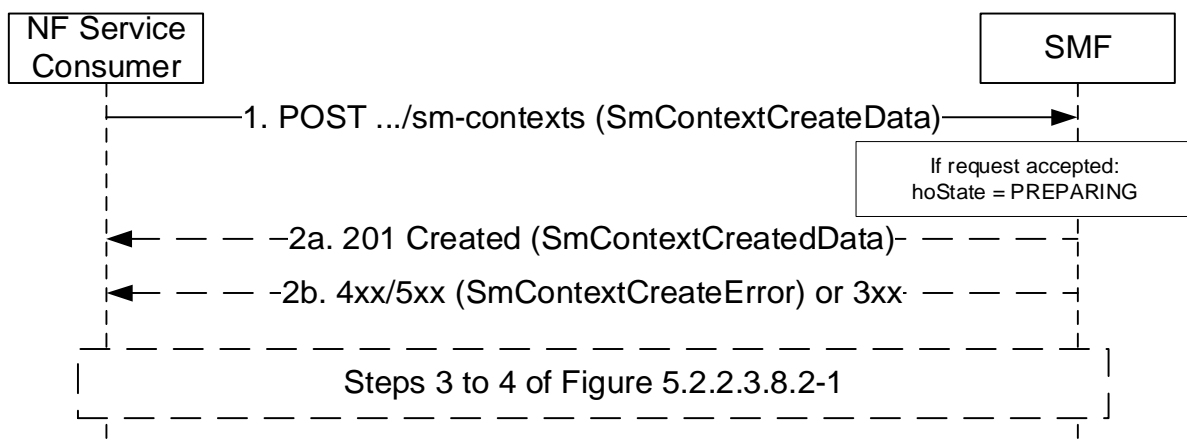 NF Service
Consumer
SMF
1. POST .../sm-contexts (SmContextCreateData)
If request accepted:
hoState = PREPARING
2a. 201 Created (SmContextCreatedData)
2b. 4xx/5xx (SmContextCreateError) or 3xx
Steps 3 to 4 of Figure 5.2.2.3.8.2-1